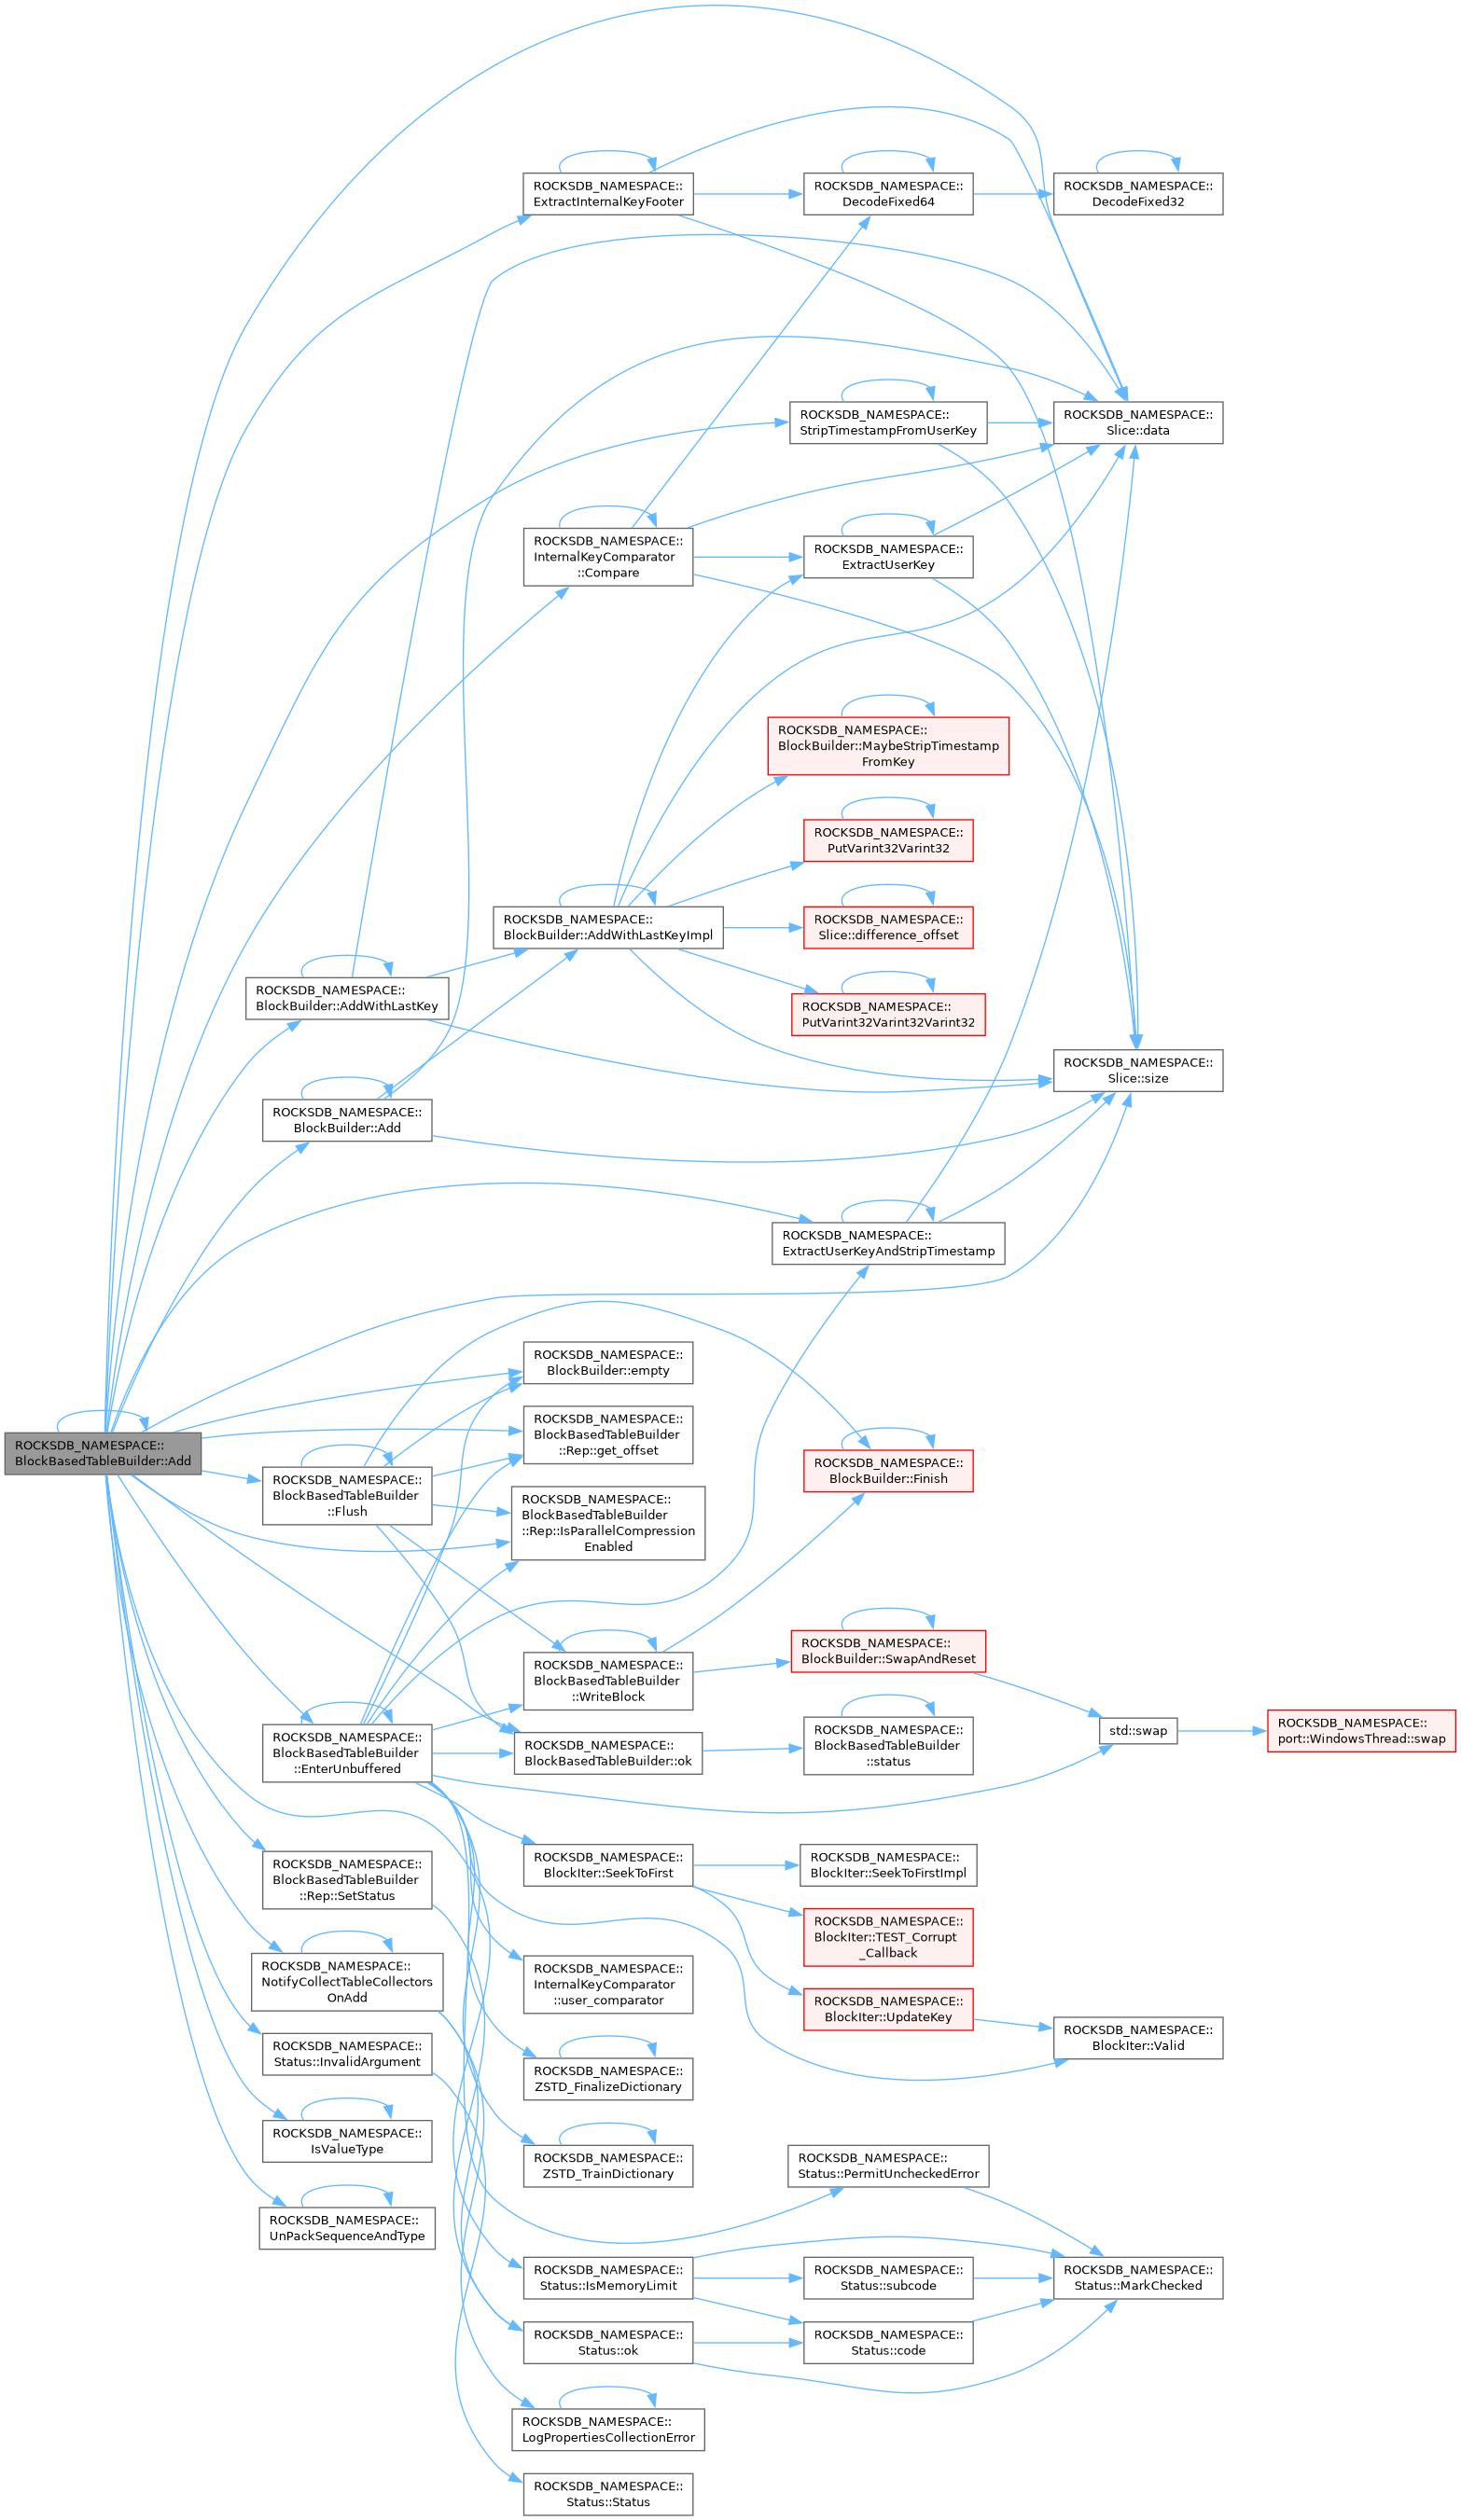 ROCKSDB_NAMESPACE::
ExtractInternalKeyFooter
ROCKSDB_NAMESPACE::
DecodeFixed64
ROCKSDB_NAMESPACE::
DecodeFixed32
ROCKSDB_NAMESPACE::
StripTimestampFromUserKey
ROCKSDB_NAMESPACE::
Slice::data
ROCKSDB_NAMESPACE::
InternalKeyComparator
::Compare
ROCKSDB_NAMESPACE::
ExtractUserKey
ROCKSDB_NAMESPACE::
BlockBuilder::MaybeStripTimestamp
FromKey
ROCKSDB_NAMESPACE::
PutVarint32Varint32
ROCKSDB_NAMESPACE::
BlockBuilder::AddWithLastKeyImpl
ROCKSDB_NAMESPACE::
Slice::difference_offset
ROCKSDB_NAMESPACE::
BlockBuilder::AddWithLastKey
ROCKSDB_NAMESPACE::
PutVarint32Varint32Varint32
ROCKSDB_NAMESPACE::
Slice::size
ROCKSDB_NAMESPACE::
BlockBuilder::Add
ROCKSDB_NAMESPACE::
ExtractUserKeyAndStripTimestamp
ROCKSDB_NAMESPACE::
BlockBuilder::empty
ROCKSDB_NAMESPACE::
BlockBasedTableBuilder
::Rep::get_offset
ROCKSDB_NAMESPACE::
BlockBasedTableBuilder::Add
ROCKSDB_NAMESPACE::
BlockBasedTableBuilder
::Flush
ROCKSDB_NAMESPACE::
BlockBuilder::Finish
ROCKSDB_NAMESPACE::
BlockBasedTableBuilder
::Rep::IsParallelCompression
Enabled
ROCKSDB_NAMESPACE::
BlockBasedTableBuilder
::WriteBlock
ROCKSDB_NAMESPACE::
BlockBuilder::SwapAndReset
ROCKSDB_NAMESPACE::
BlockBasedTableBuilder
::EnterUnbuffered
ROCKSDB_NAMESPACE::
BlockBasedTableBuilder::ok
ROCKSDB_NAMESPACE::
BlockBasedTableBuilder
::status
std::swap
ROCKSDB_NAMESPACE::
port::WindowsThread::swap
ROCKSDB_NAMESPACE::
BlockIter::SeekToFirst
ROCKSDB_NAMESPACE::
BlockIter::SeekToFirstImpl
ROCKSDB_NAMESPACE::
BlockBasedTableBuilder
::Rep::SetStatus
ROCKSDB_NAMESPACE::
BlockIter::TEST_Corrupt
_Callback
ROCKSDB_NAMESPACE::
NotifyCollectTableCollectors
OnAdd
ROCKSDB_NAMESPACE::
InternalKeyComparator
::user_comparator
ROCKSDB_NAMESPACE::
BlockIter::UpdateKey
ROCKSDB_NAMESPACE::
BlockIter::Valid
ROCKSDB_NAMESPACE::
Status::InvalidArgument
ROCKSDB_NAMESPACE::
ZSTD_FinalizeDictionary
ROCKSDB_NAMESPACE::
IsValueType
ROCKSDB_NAMESPACE::
ZSTD_TrainDictionary
ROCKSDB_NAMESPACE::
Status::PermitUncheckedError
ROCKSDB_NAMESPACE::
UnPackSequenceAndType
ROCKSDB_NAMESPACE::
Status::IsMemoryLimit
ROCKSDB_NAMESPACE::
Status::subcode
ROCKSDB_NAMESPACE::
Status::MarkChecked
ROCKSDB_NAMESPACE::
Status::ok
ROCKSDB_NAMESPACE::
Status::code
ROCKSDB_NAMESPACE::
LogPropertiesCollectionError
ROCKSDB_NAMESPACE::
Status::Status